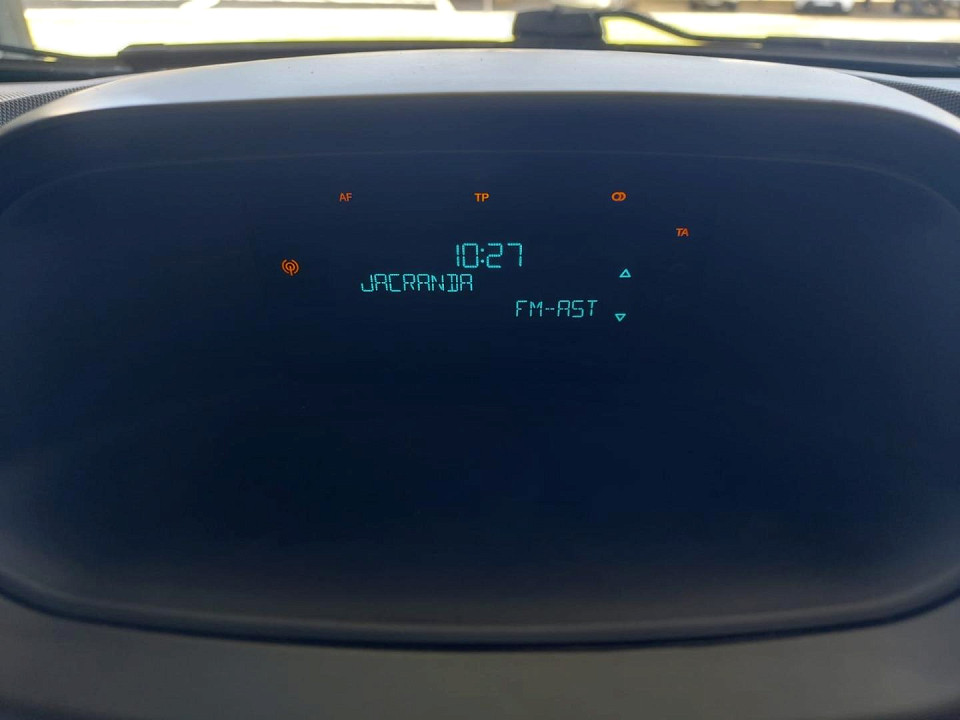 AF TP
TA
10:27
JACRANDA
FM-AST